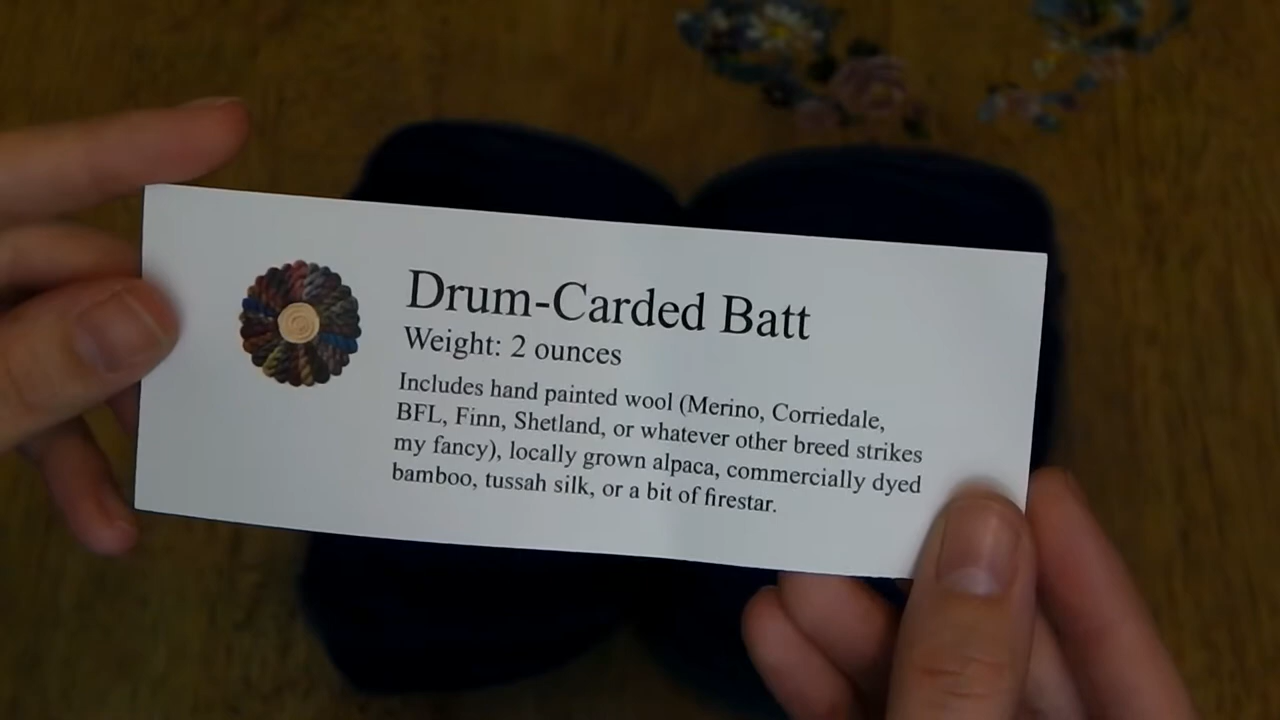 Drum-Carded Batt
Weight: 2 ounces
Includes hand painted wool (Merino, Corriedale,
BFL, Finn, Shetland, or whatever other breed strikes
my fancy), locally grown alpaca, commercially dyed
bamboo, tussah silk, or a bit of firestar.